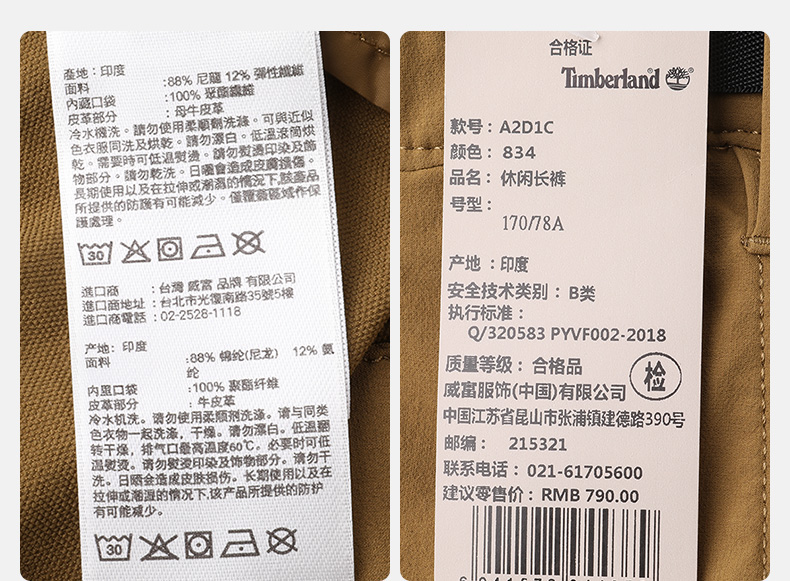 產地：印度
面料 :88% 尼龍 12% 彈性纖維
內藏口袋 :100% 聚酯纖維
皮革部分 : 母牛皮革
冷水機洗。請勿使用柔順劑洗滌。可與近似
色衣服同洗及烘乾。請勿漂白。低溫滾筒烘
乾。需要時可低溫熨燙。請勿熨燙印染及飾
物部分。請勿乾洗。日曬會造成皮膚損傷。
長期使用以及在拉伸或潮濕的情況下,該產品
所提供的防護有可能減少。僅覆蓋區域作保
護處理。
30
進口商 : 台灣 威富 品牌 有限公司
進口商地址 : 台北市光復南路35號5樓
進口商電話 : 02-2528-1118
产地：印度
面料 :88% 锦纶(尼龙) 12% 氨
纶
内置口袋 :100% 聚酯纤维
皮革部分 : 牛皮革
冷水机洗。请勿使用柔顺剂洗涤。请与同类
色衣物一起洗涤，干燥。请勿漂白。低温翻
转干燥，排气口最高温度60℃。必要时可低
温熨烫。请勿熨烫印染及饰物部分。请勿干
洗。日晒会造成皮肤损伤。长期使用以及在
拉伸或潮湿的情况下,该产品所提供的防护
有可能减少。
30
合格证
Timberland®
款号：A2D1C
颜色：834
品名：休闲长裤
号型：
170/78A
产地：印度
安全技术类别：B类
执行标准：
Q/320583 PYVF002-2018
质量等级：合格品
检
威富服饰(中国)有限公司
中国江苏省昆山市张浦镇建德路390号
邮编： 215321
联系电话：021-61705600
建议零售价：RMB 790.00